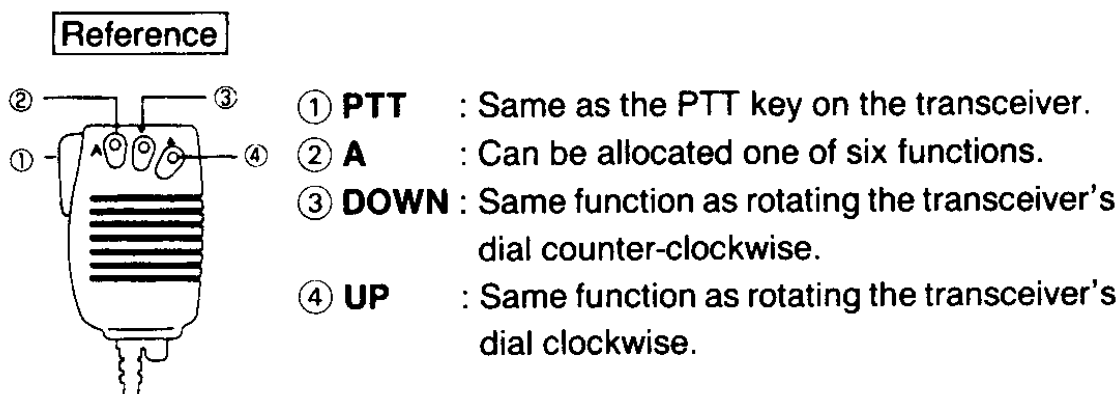 Reference
② ③
① ④
A
① PTT : Same as the PTT key on the transceiver.
② A : Can be allocated one of six functions.
③ DOWN : Same function as rotating the transceiver's
dial counter-clockwise.
④ UP : Same function as rotating the transceiver's
dial clockwise.